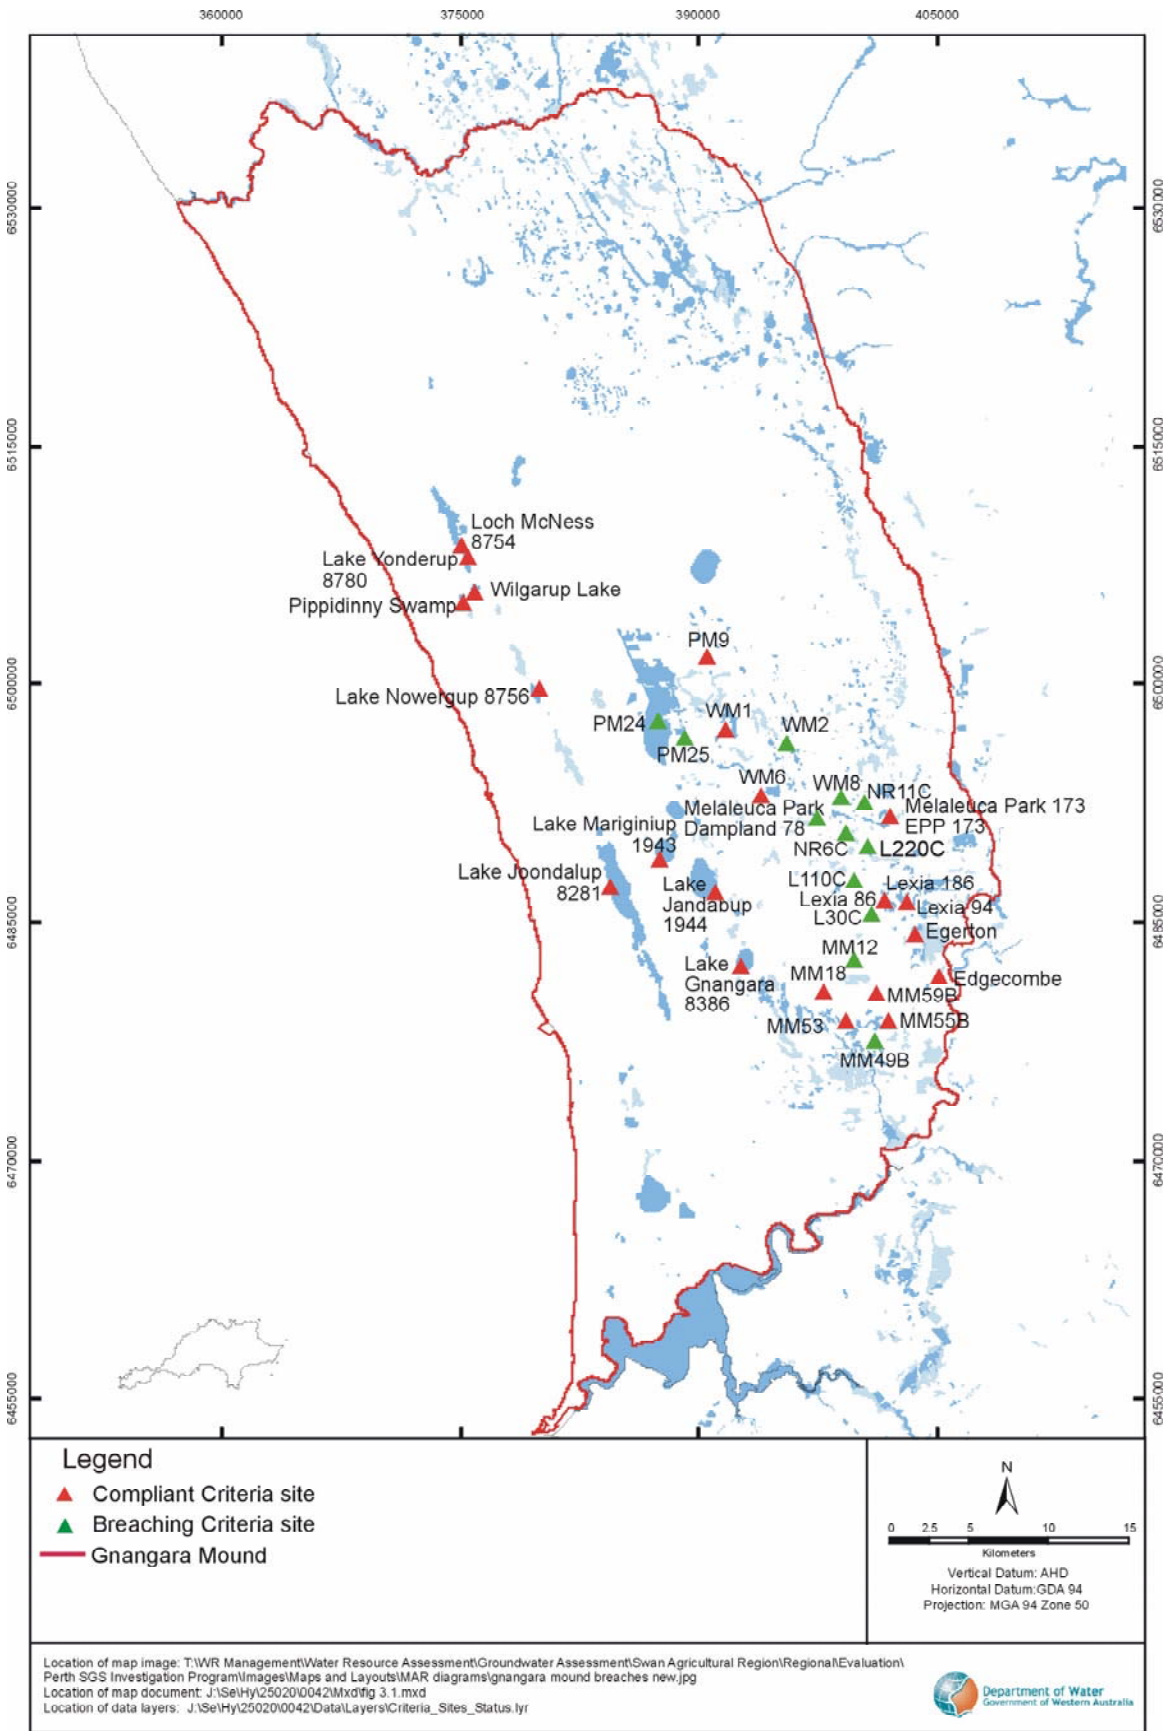 360000
375000
390000
405000
6530000
6530000
6515000
6515000
Loch McNess
8754
Lake Yonderup
8780
Wilgarup Lake
Pippidinny Swamp
PM9
6500000
6500000
Lake Nowergup 8756
PM24
WM1
WM2
PM25
WM6
WM8
NR11C
Melaleuca Park
Dampland 78
Melaleuca Park 173
EPP 173
Lake Mariginiup
1943
NR6C
L220C
Lake Joondalup
8281
Lake
Jandabup
1944
L110C
Lexia 186
Lexia 86
Lexia 94
L30C
6485000
6485000
Egerton
MM12
Lake
Gnangara
8386
MM18
Edgecombe
MM59B
MM53
MM55B
MM49B
6470000
6470000
6455000
6455000
Legend
Compliant Criteria site
Breaching Criteria site
Gnangara Mound
N
0 2.5 5 10 15
Kilometers
Vertical Datum: AHD
Horizontal Datum:GDA 94
Projection: MGA 94 Zone 50
Location of map image: T:\WR Management\Water Resource Assessment\Groundwater Assessment\Swan Agricultural Region\Regional\Evaluation\
Perth SGS Investigation Program\Images\Maps and Layouts\MAR diagrams\gnangara mound breaches new.jpg
Location of map document: J:\Se\Hy\25020\0042\Mxd\fig 3.1.mxd
Location of data layers: J:\Se\Hy\25020\0042\Data\Layers\Criteria_Sites_Status.lyr
Department of Water
Government of Western Australia